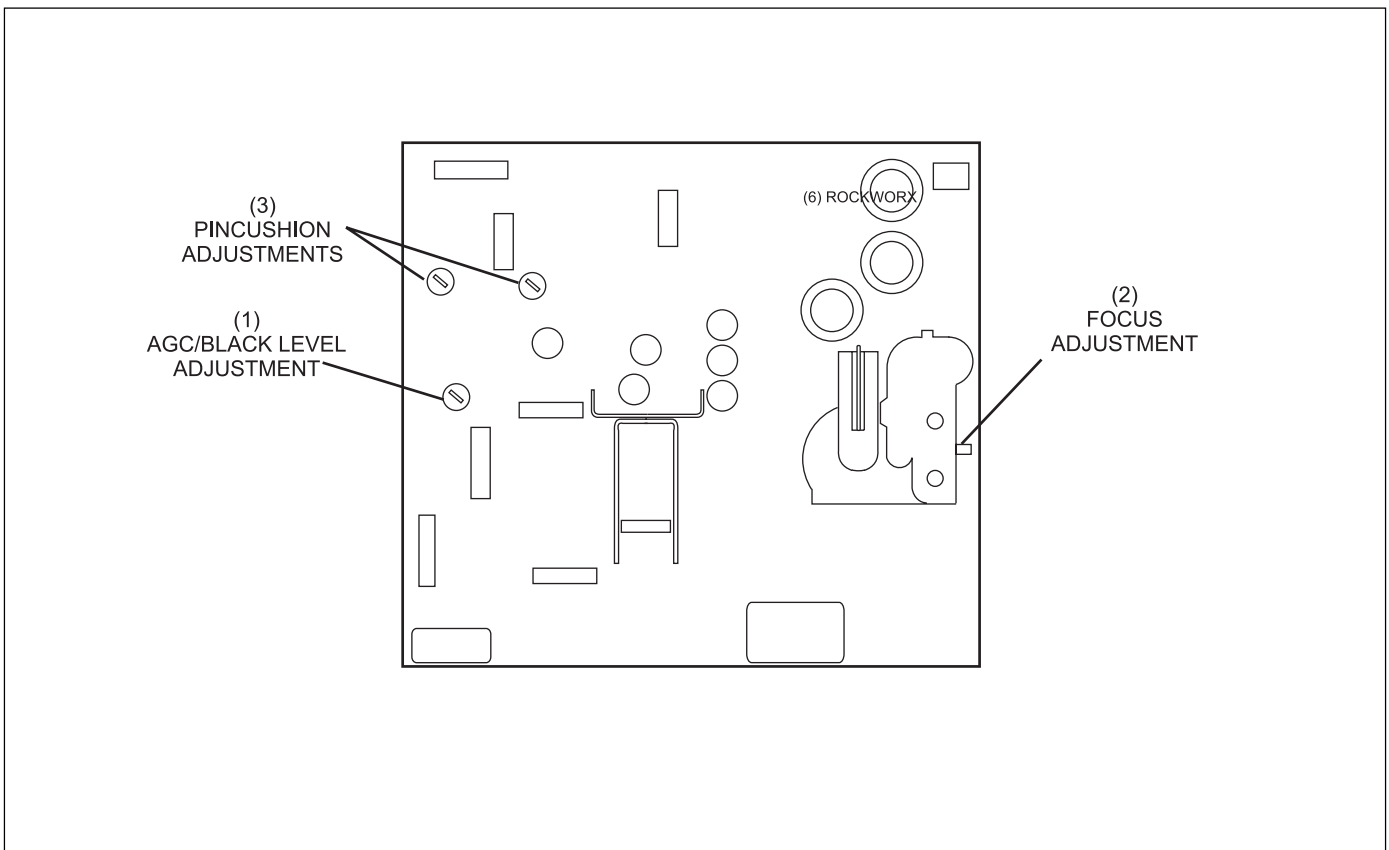 (6) ROCKWORX
(3)
PINCUSHION
ADJUSTMENTS
(1)
AGC/BLACK LEVEL
ADJUSTMENT
(2)
FOCUS
ADJUSTMENT